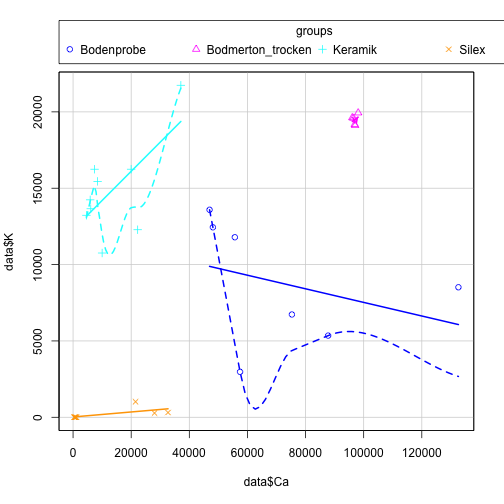 groups
Bodenprobe Bodmerton_trocken Keramik Silex
20000
15000
10000
5000
0
data$K
0 20000 40000 60000 80000 100000 120000
data$Ca